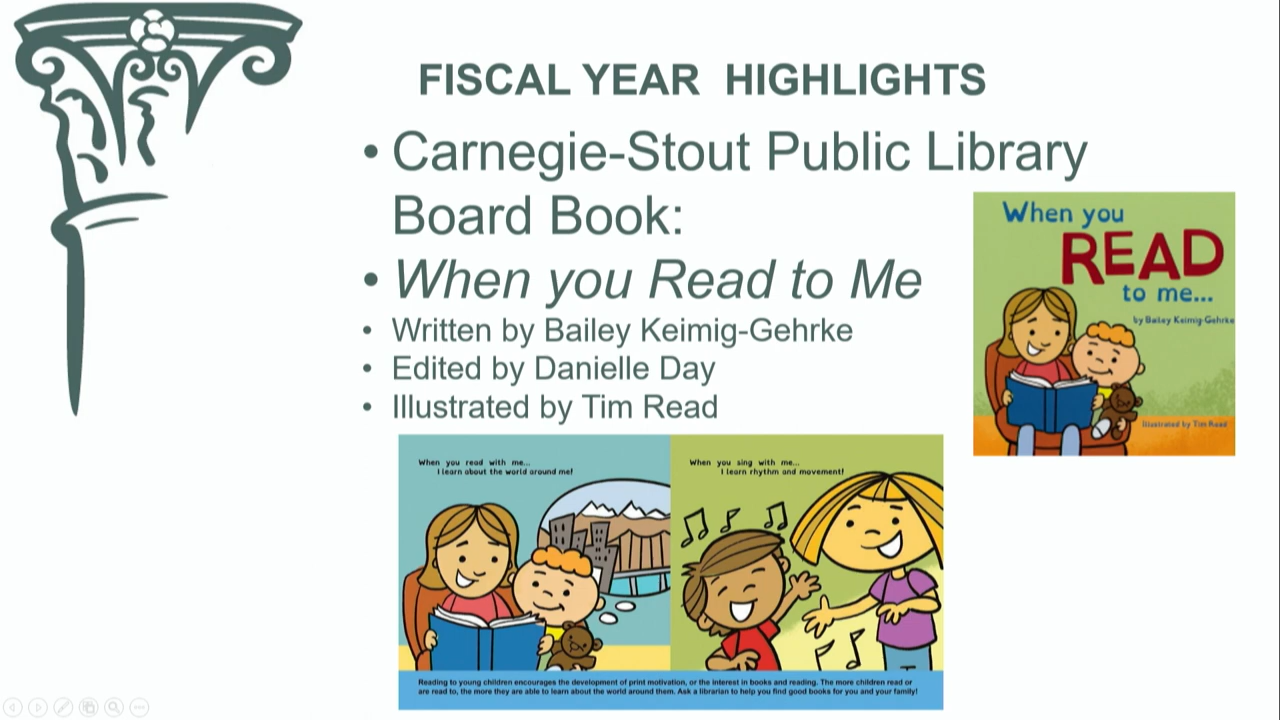 FISCAL YEAR HIGHLIGHTS
• Carnegie-Stout Public Library
Board Book:
• When you Read to Me
• Written by Bailey Keimig-Gehrke
• Edited by Danielle Day
• Illustrated by Tim Read
When you
READ
to me...
by Bailey Keimig-Gehrke
Illustrated by Tim Read
When you read with me...
I learn about the world around me!
When you sing with me...
I learn rhythm and movement!
Reading to young children encourages the development of print motivation, or the interest in books and reading. The more children read or
are read to, the more they are able to learn about the world around them. Ask a librarian to help you find good books for you and your family!